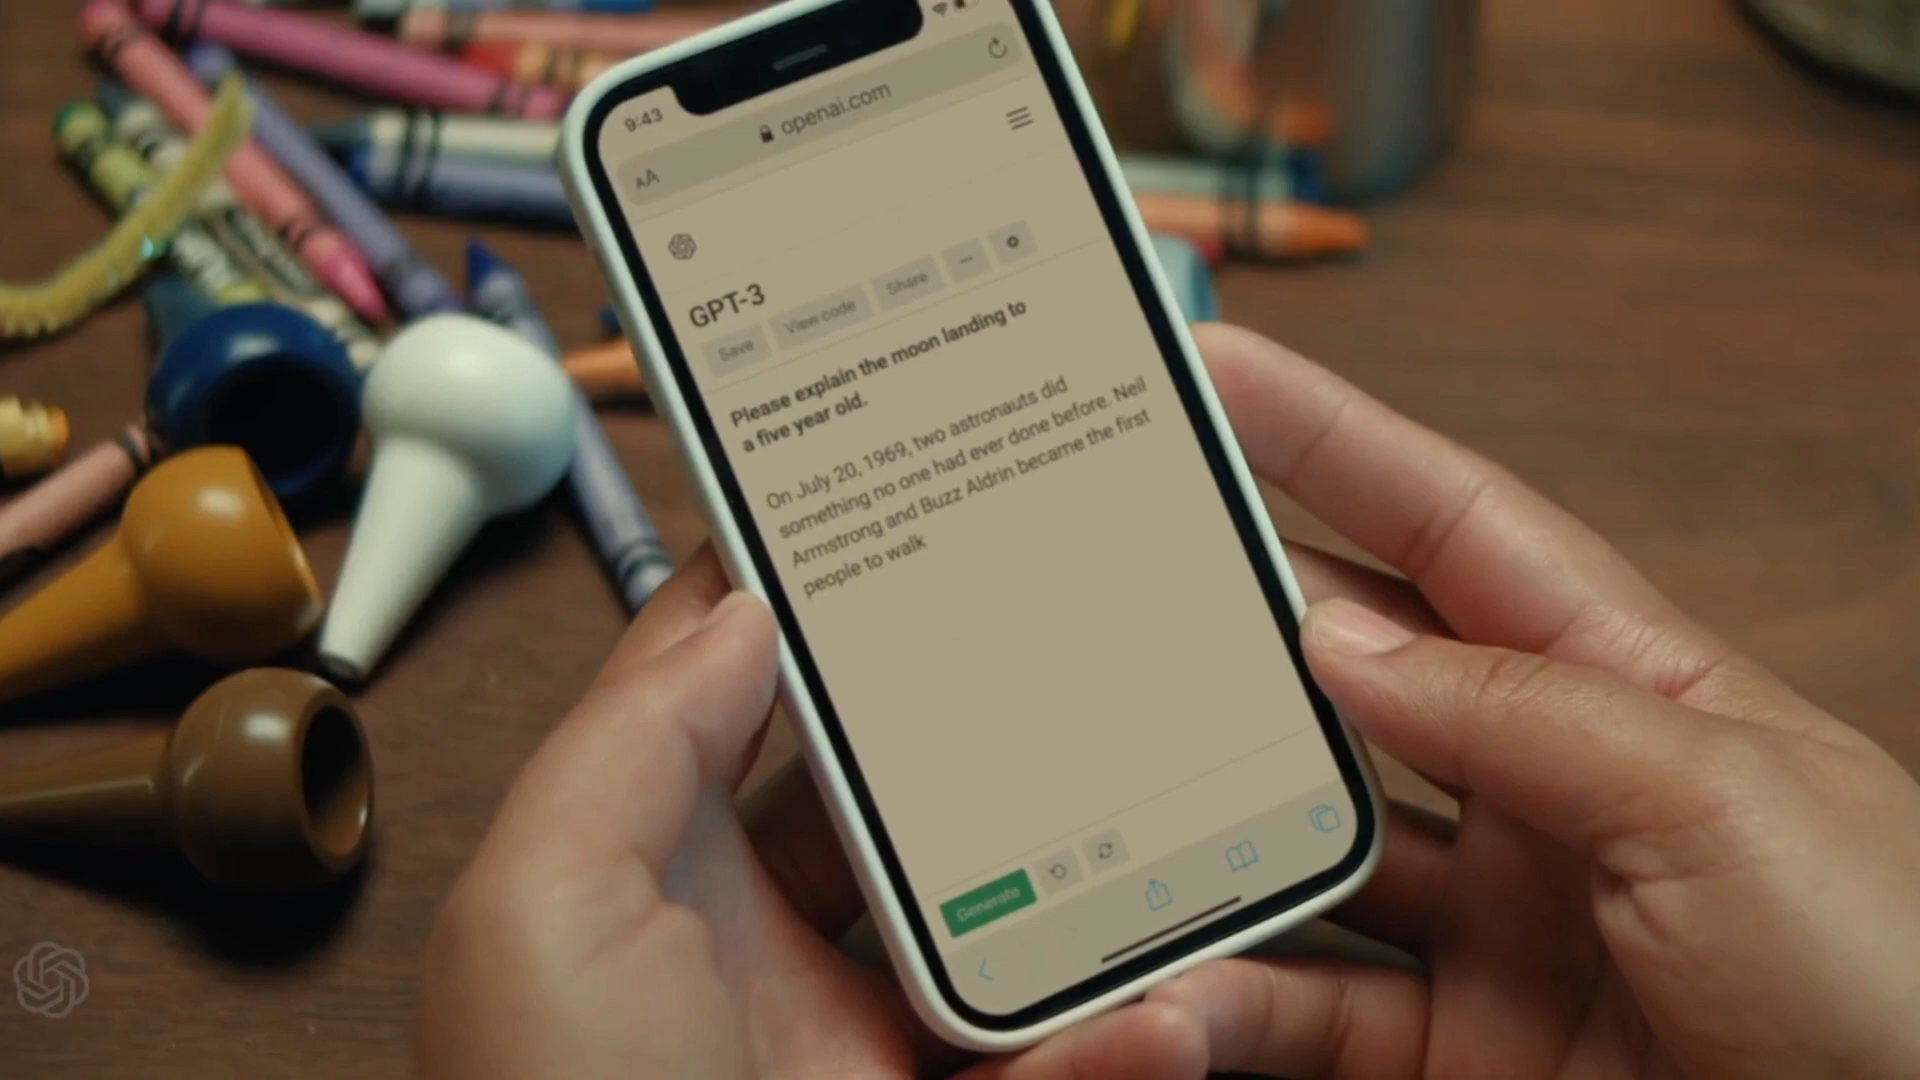 9:43
AA openai.com
GPT-3
Save View code Share ...
Please explain the moon landing to
a five year old.
On July 20, 1969, two astronauts did
something no one had ever done before. Neil
Armstrong and Buzz Aldrin became the first
people to walk
Generate